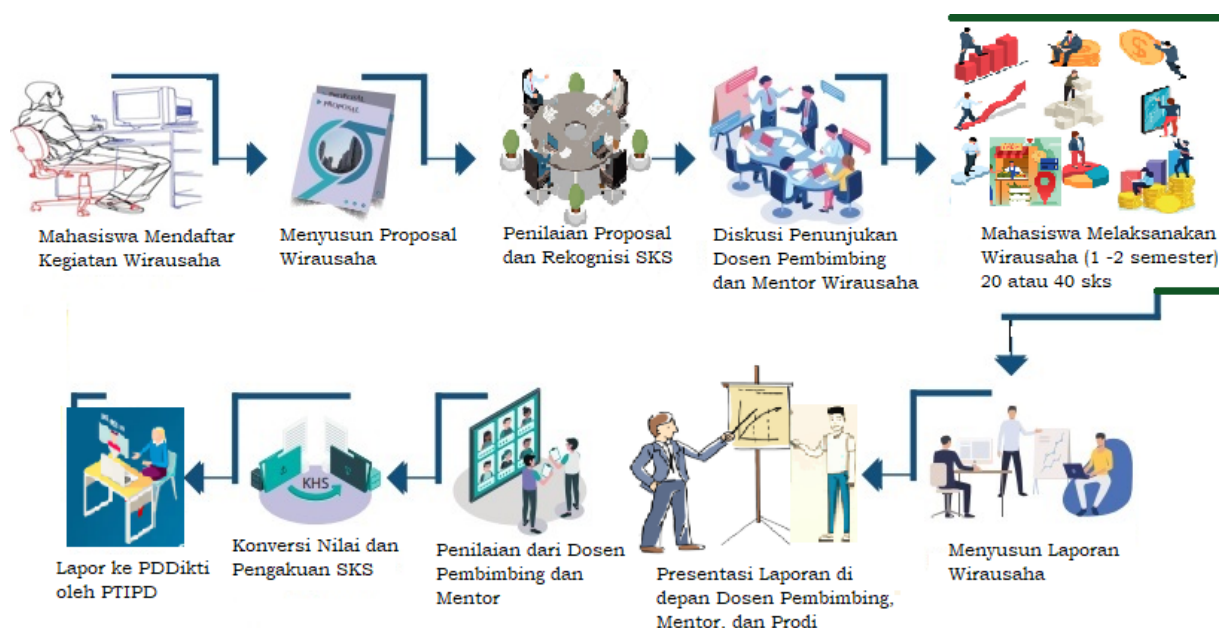 PROPOSAL
PROPOSAL
Mahasiswa Mendaftar
Kegiatan Wirausaha
Menyusun Proposal
Wirausaha
Penilaian Proposal
dan Rekognisi SKS
Diskusi Penunjukan
Dosen Pembimbing
dan Mentor Wirausaha
Mahasiswa Melaksanakan
Wirausaha (1 -2 semester)
20 atau 40 sks
Menyusun Laporan
Wirausaha
Presentasi Laporan di
depan Dosen Pembimbing,
Mentor, dan Prodi
Penilaian dari Dosen
Pembimbing dan
Mentor
KHS
Konversi Nilai dan
Pengakuan SKS
Lapor ke PDDikti
oleh PTIPD